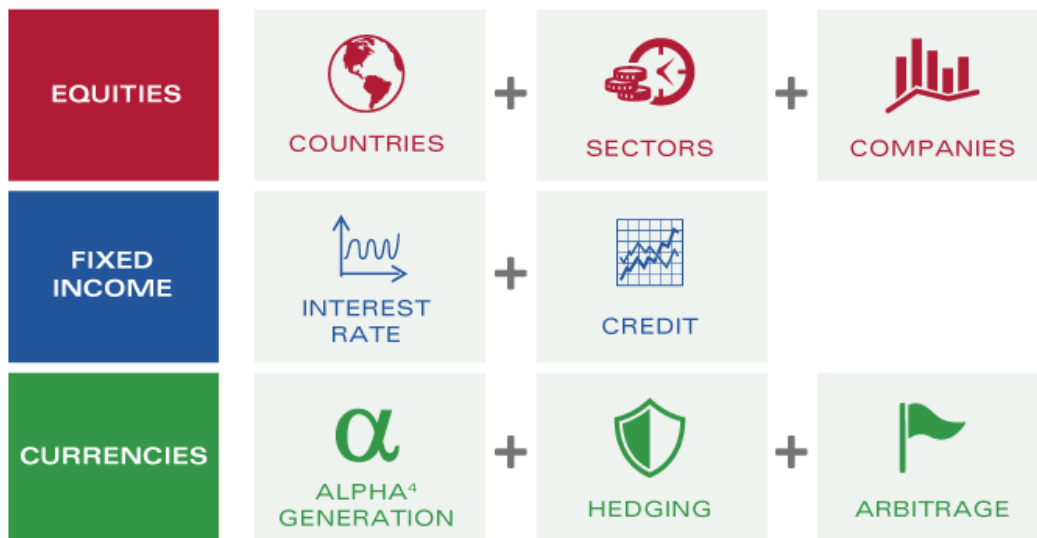 EQUITIES
COUNTRIES
+
SECTORS
+
COMPANIES
FIXED
INCOME
INTEREST
RATE
+
CREDIT
CURRENCIES
α
ALPHA⁴
GENERATION
+
HEDGING
+
ARBITRAGE